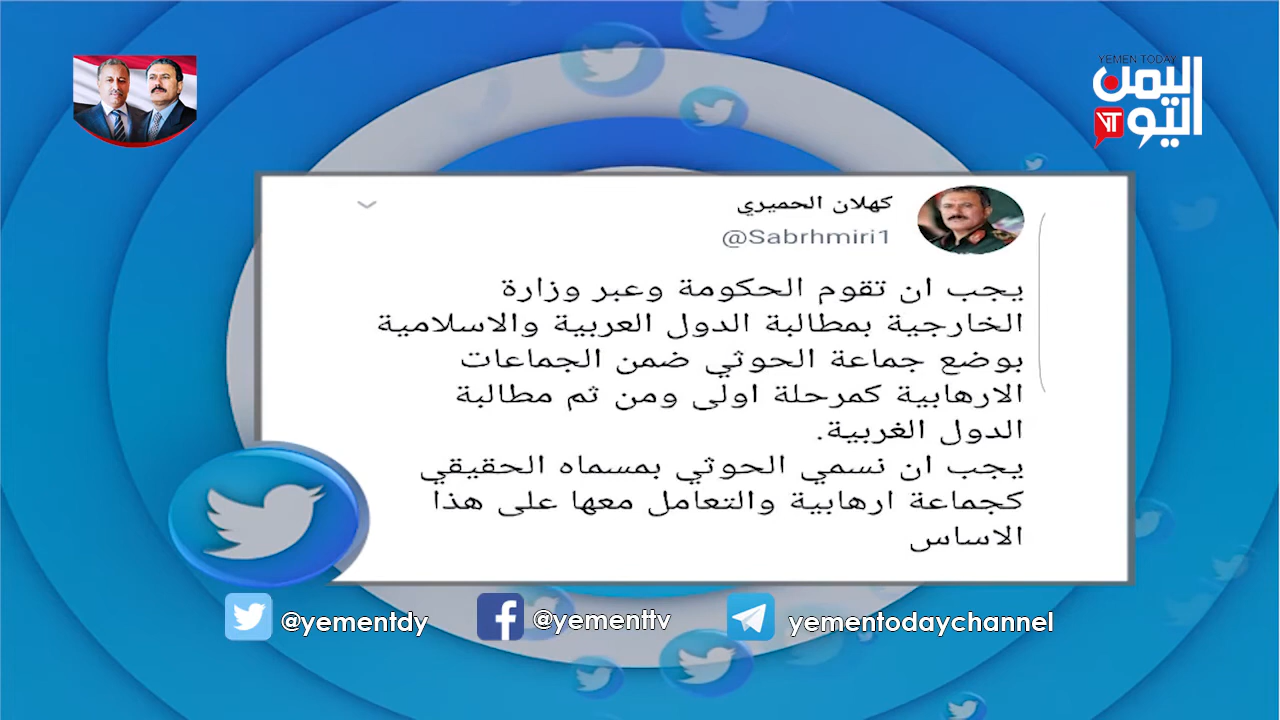 YEMEN TODAY
اليمن
اليوم
YT
كهلان الحميري
@Sabrhmiri1
يجب ان تقوم الحكومة وعبر وزارة
الخارجية بمطالبة الدول العربية والاسلامية
بوضع جماعة الحوثي ضمن الجماعات
الارهابية كمرحلة اولى ومن ثم مطالبة
الدول الغربية.
يجب ان نسمي الحوثي بمسماه الحقيقي
كجماعة ارهابية والتعامل معها على هذا
الاساس
@yementdy
@yementtv
yementodaychannel